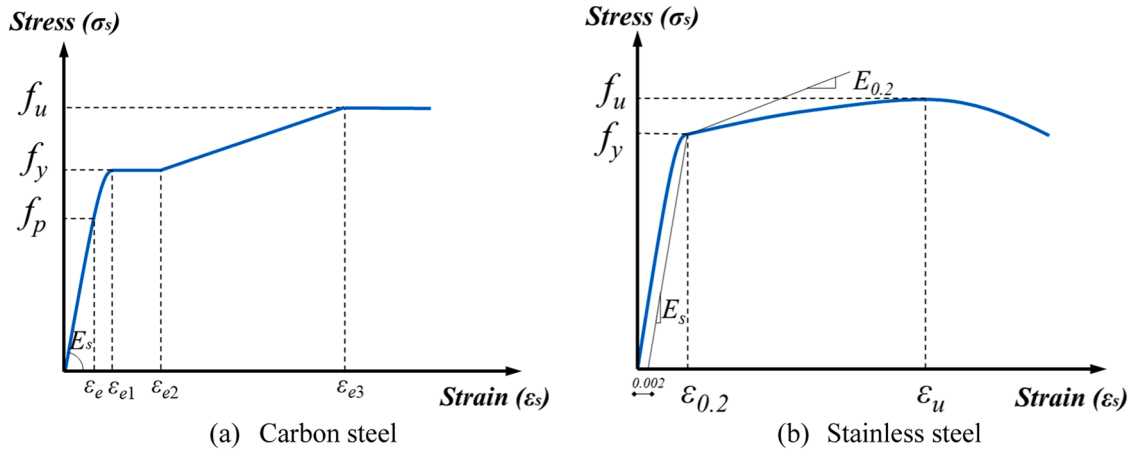 Stress (σs)
fu
fy
fp
Es
εe εe1 εe2 εe3
Strain (εs)
(a) Carbon steel
Stress (σs)
E0.2
fu
fy
Es
0.002
ε0.2 εu
Strain (εs)
(b) Stainless steel